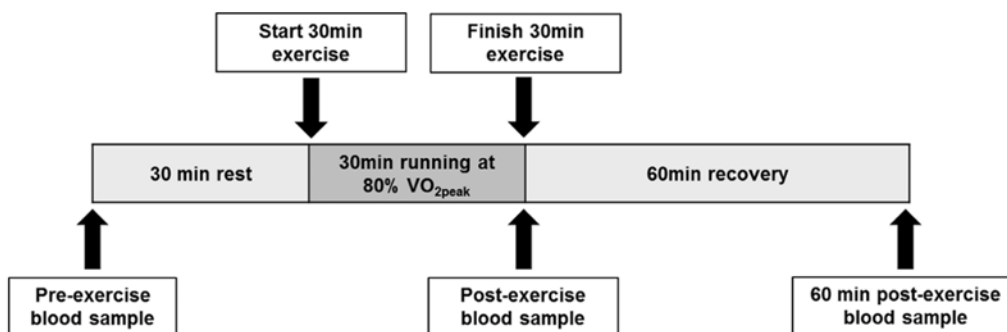 Start 30min
exercise
Finish 30min
exercise
30 min rest
30min running at
80% VO2peak
60min recovery
Pre-exercise
blood sample
Post-exercise
blood sample
60 min post-exercise
blood sample